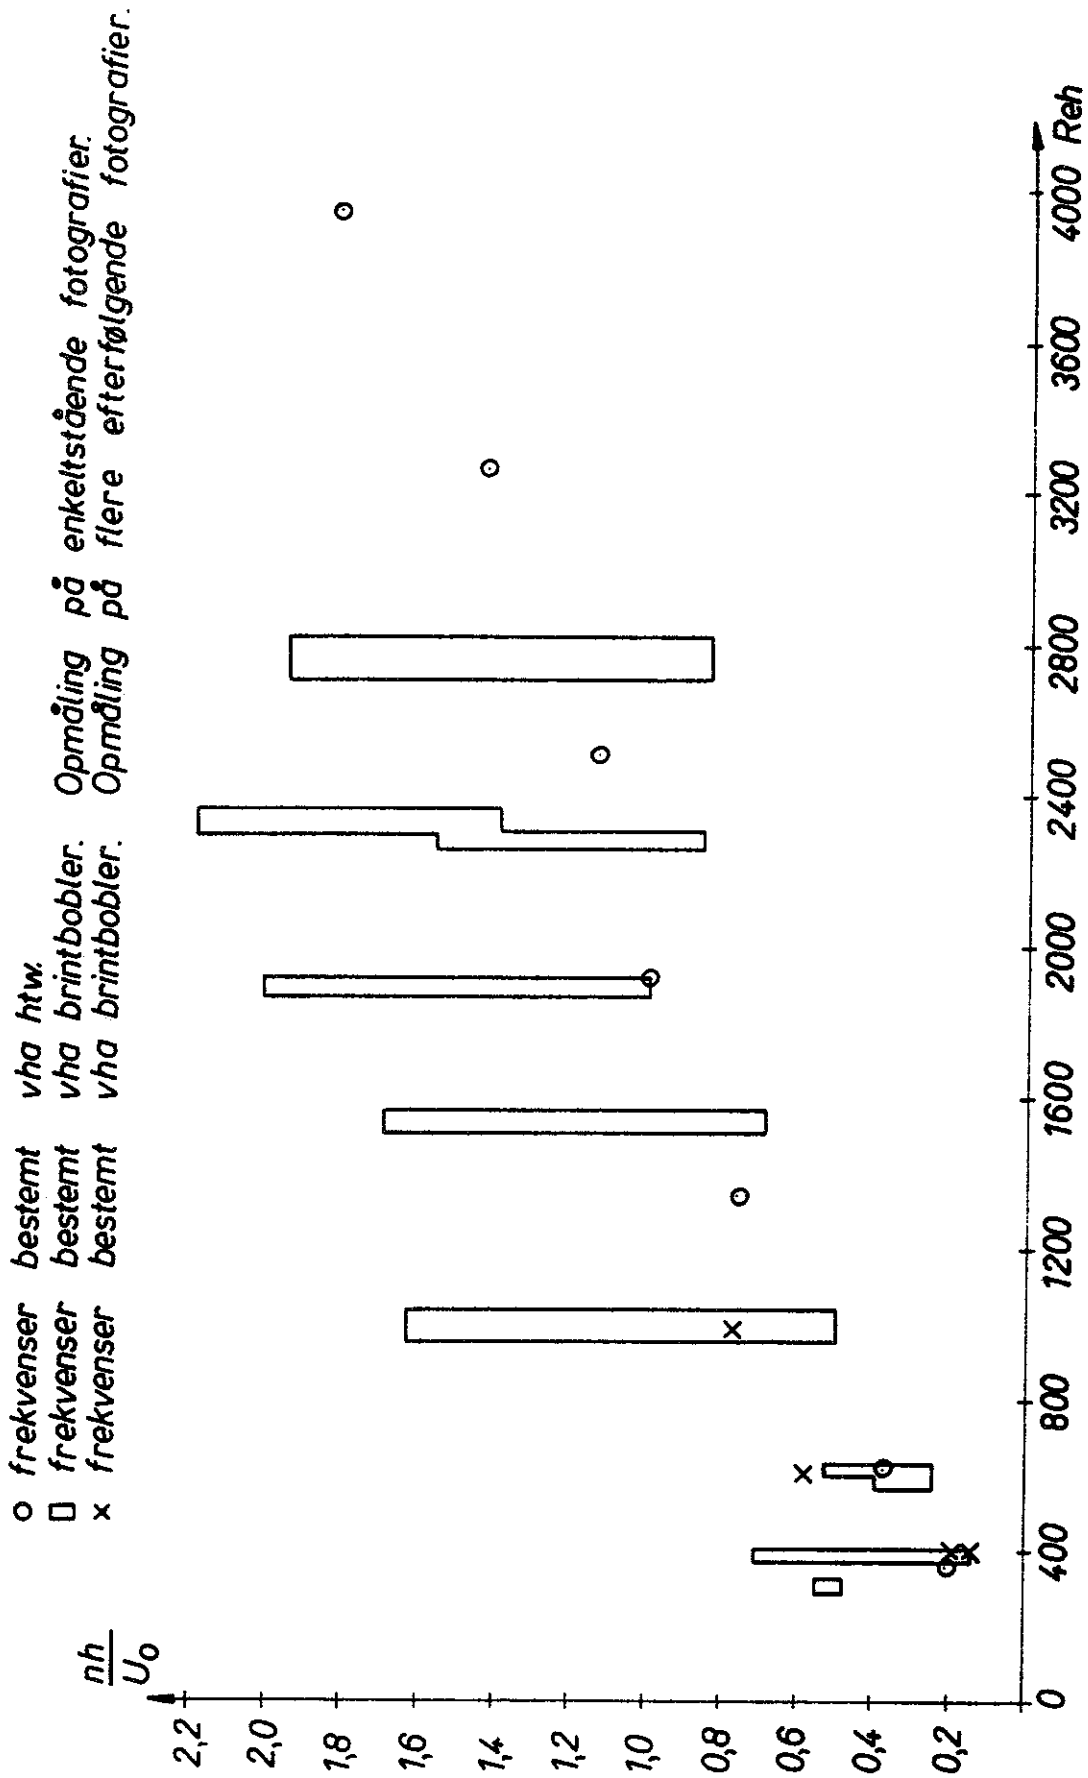 o frekvenser bestemt vha htw.
▯ frekvenser bestemt vha brintbobler. Opmåling på enkeltstående fotografier.
x frekvenser bestemt vha brintbobler. Opmåling på flere efterfølgende fotografier.
nh
U₀
2,2
2,0
1,8
1,6
1,4
1,2
1,0
0,8
0,6
0,4
0,2
0 400 800 1200 1600 2000 2400 2800 3200 3600 4000 Reh